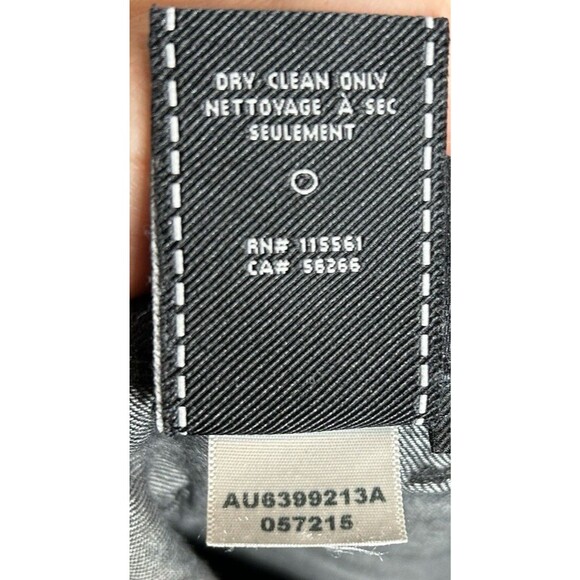 DRY CLEAN ONLY
NETTOYAGE À SEC
SEULEMENT
RN# 115561
CA# 56266
AU6399213A
057215